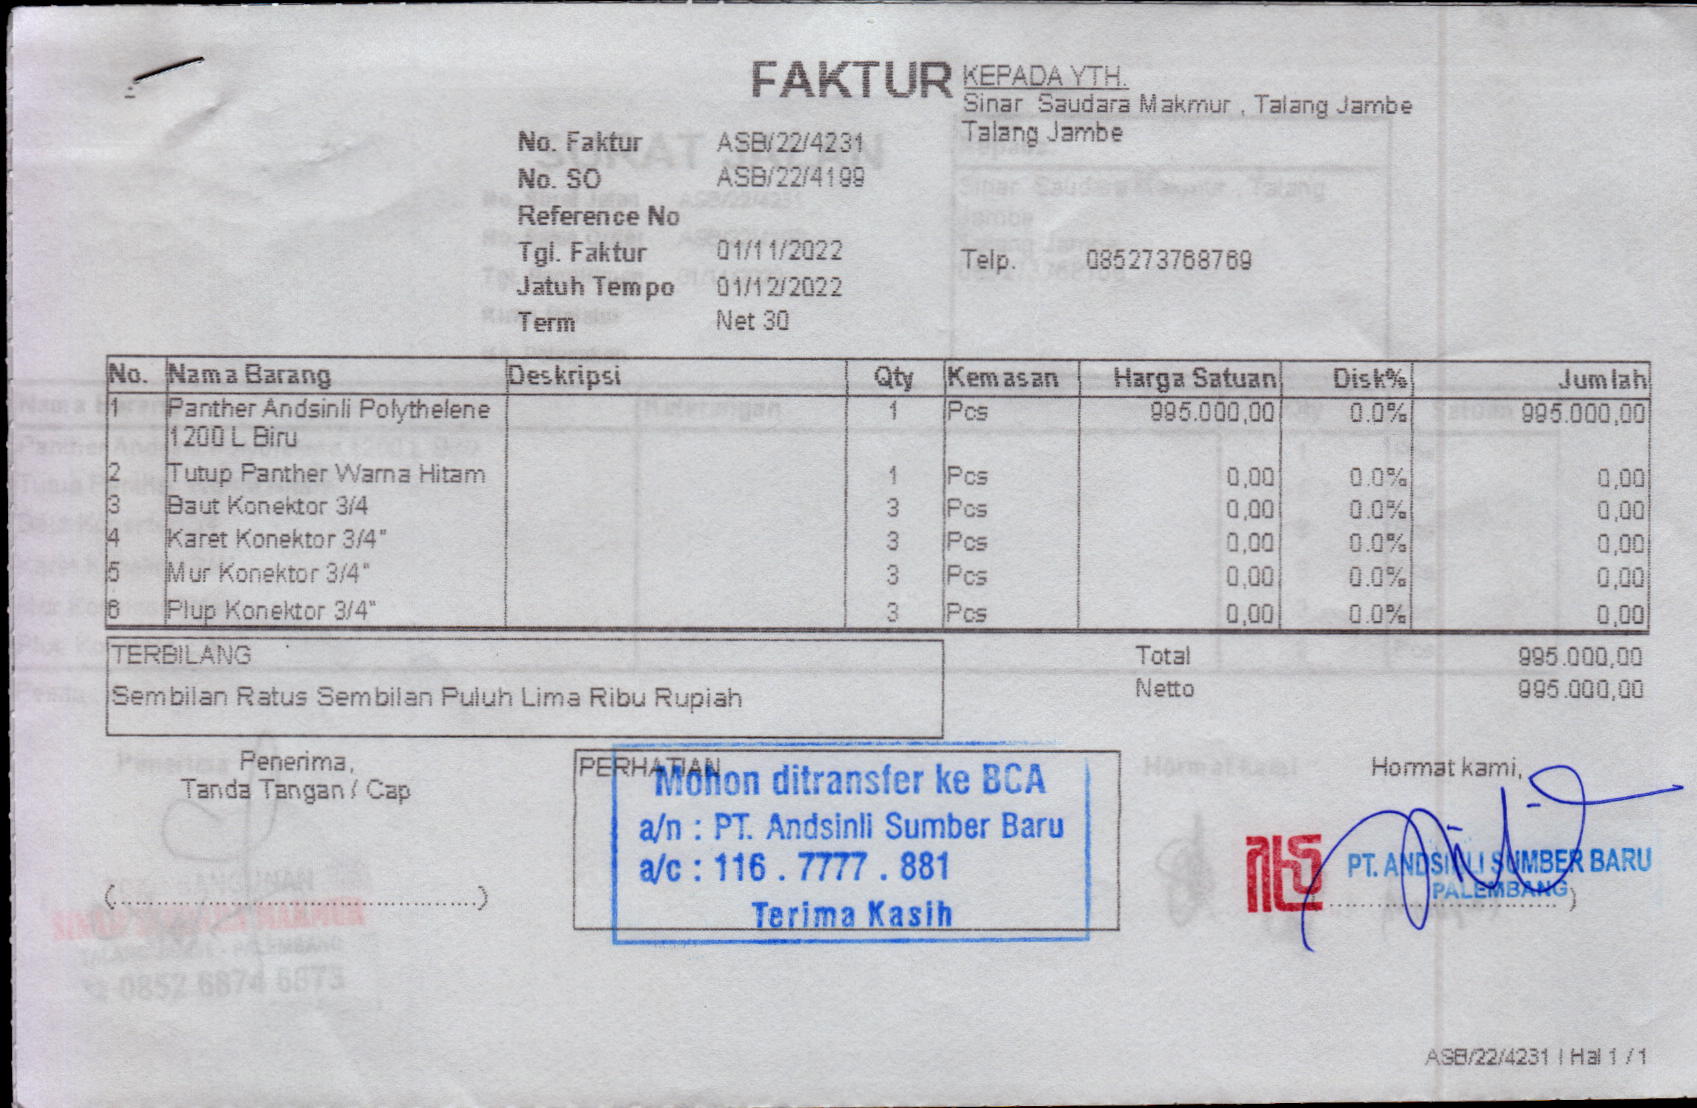 FAKTUR
KEPADA YTH.
Sinar Saudara Makmur , Talang Jambe
Talang Jambe
No. Faktur ASB/22/4231
No. SO ASB/22/4199
Reference No
Tgl. Faktur 01/11/2022
Telp. 085273768769
Jatuh Tempo 01/12/2022
Term Net 30
No. Nama Barang Deskripsi Qty Kemasan Harga Satuan Disk% Jumlah
1 Panther Andsinli Polythelene 1 Pcs 995.000,00 0.0% 995.000,00
1200 L Biru
2 Tutup Panther Warna Hitam 1 Pcs 0,00 0.0% 0,00
3 Baut Konektor 3/4 3 Pcs 0,00 0.0% 0,00
4 Karet Konektor 3/4" 3 Pcs 0,00 0.0% 0,00
5 Mur Konektor 3/4" 3 Pcs 0,00 0.0% 0,00
6 Plup Konektor 3/4" 3 Pcs 0,00 0.0% 0,00
TERBILANG
Sembilan Ratus Sembilan Puluh Lima Ribu Rupiah
Total 995.000,00
Netto 995.000,00
Penerima,
Tanda Tangan / Cap
(..................................................)
PERHATIAN
Mohon ditransfer ke BCA
a/n : PT. Andsinli Sumber Baru
a/c : 116 . 7777 . 881
Terima Kasih
Hormat kami,
PT. ANDSINLI SUMBER BARU
PALEMBANG
ASB/22/4231 | Hal 1 / 1